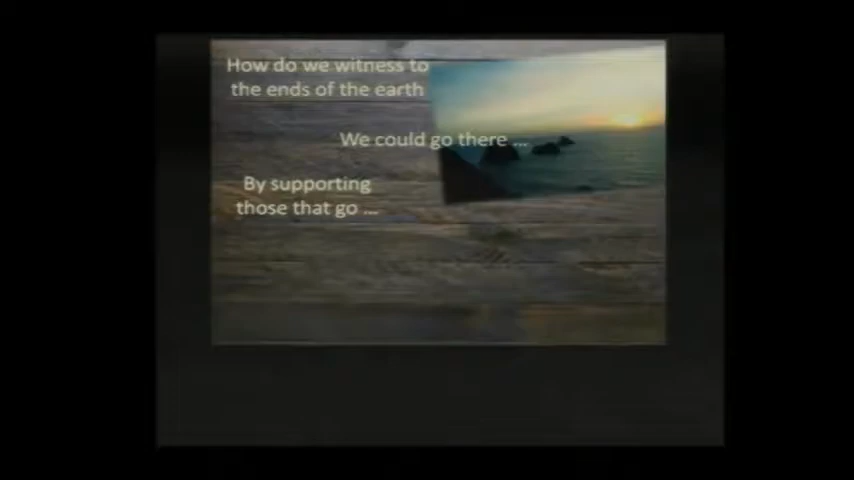 How do we witness to
the ends of the earth
We could go there ...
By supporting
those that go ...